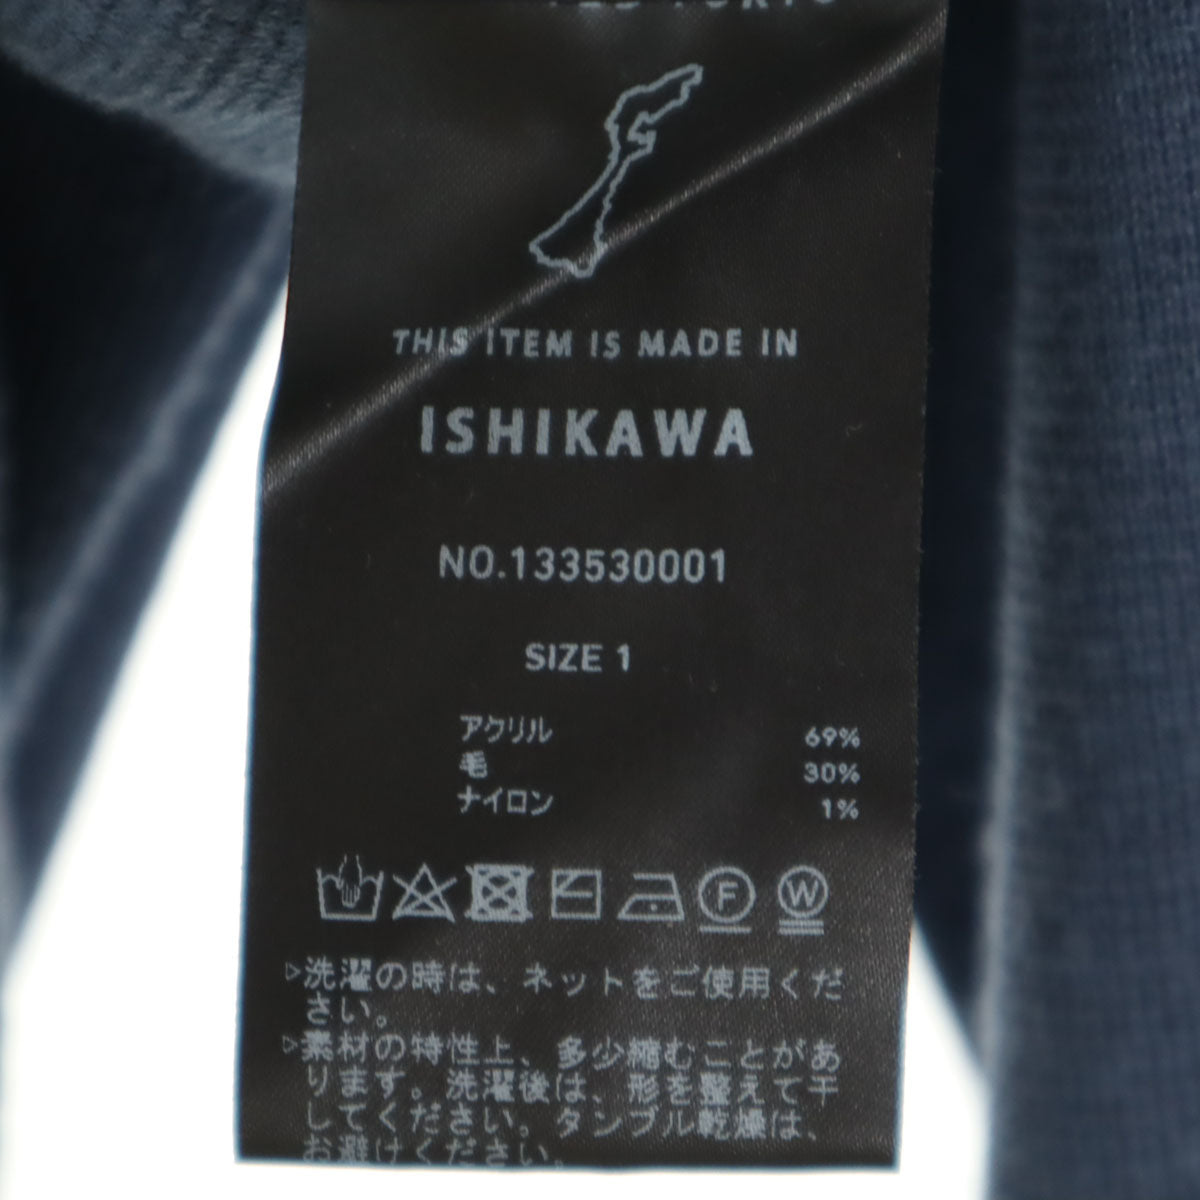 THIS ITEM IS MADE IN
ISHIKAWA
NO.133530001
SIZE 1
アクリル 69%
毛 30%
ナイロン 1%
F W
▷洗濯の時は、ネットをご使用くだ
さい。
▷素材の特性上、多少縮むことがあ
ります。洗濯後は、形を整えて干
してください。タンブル乾燥は、
お避けください。